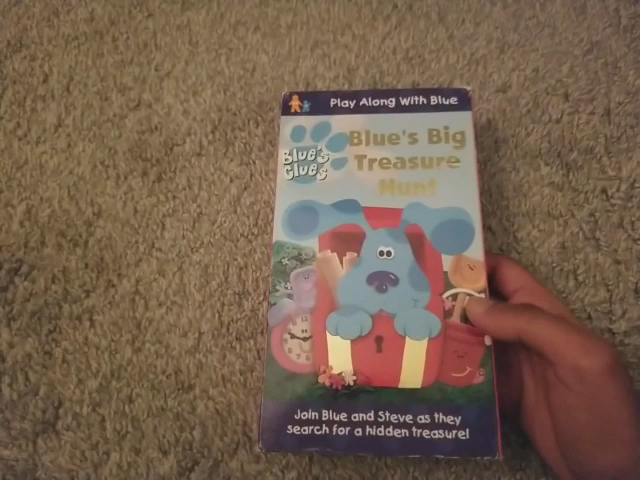 Play Along With Blue
Blue's Clues
Blue's Big
Treasure
Hunt
Join Blue and Steve as they
search for a hidden treasure!